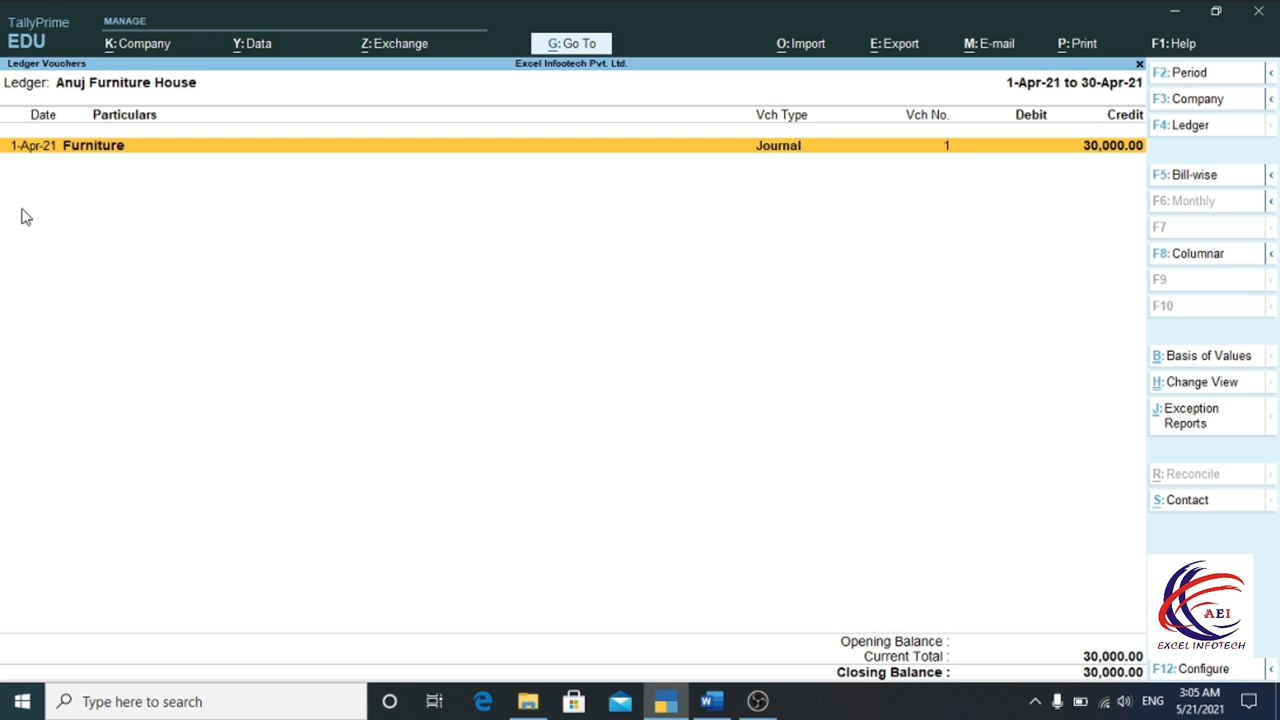 TallyPrime
EDU
MANAGE
K: Company
Y: Data
Z: Exchange
G: Go To
O: Import
E: Export
M: E-mail
P: Print
F1: Help
Ledger Vouchers
Excel Infotech Pvt. Ltd.
Ledger: Anuj Furniture House
1-Apr-21 to 30-Apr-21
Date Particulars Vch Type Vch No. Debit Credit
1-Apr-21 Furniture Journal 1 30,000.00
Opening Balance :
Current Total : 30,000.00
Closing Balance : 30,000.00
F2: Period
F3: Company
F4: Ledger
F5: Bill-wise
F6: Monthly
F7
F8: Columnar
F9
F10
B: Basis of Values
H: Change View
J: Exception
Reports
R: Reconcile
S: Contact
AEI
EXCEL INFOTECH
F12: Configure
Type here to search
ENG
3:05 AM
5/21/2021